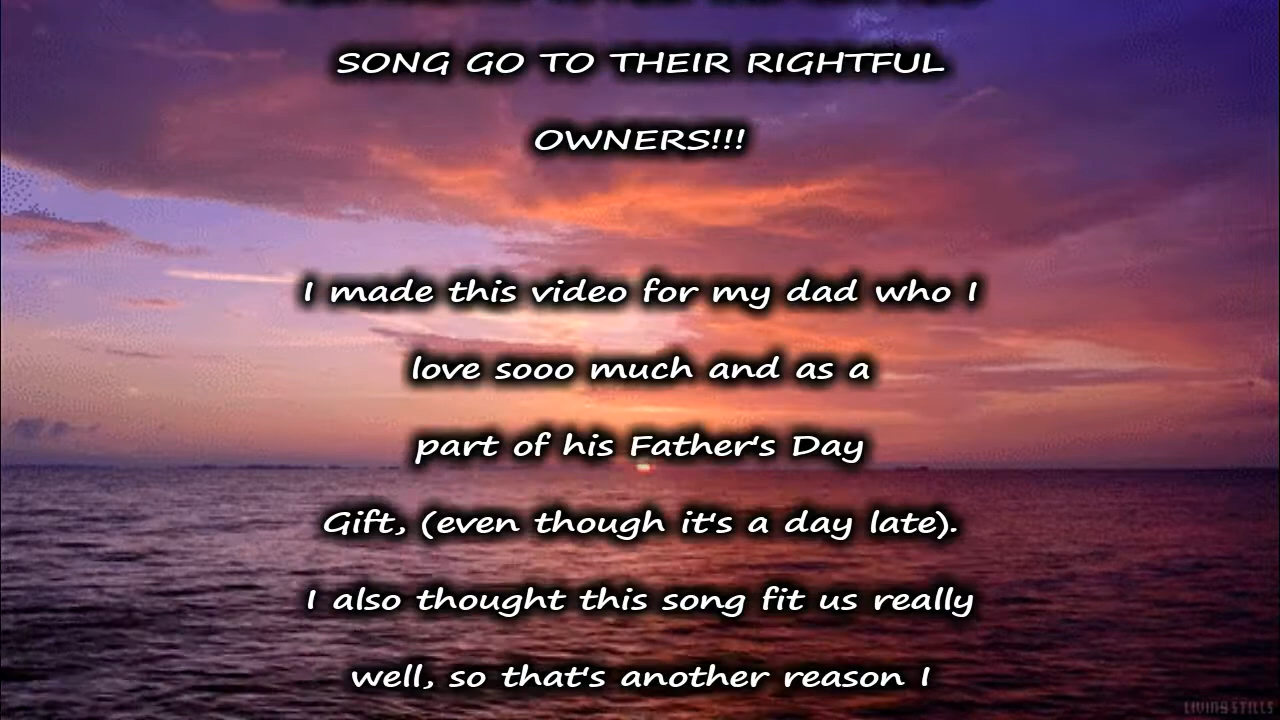 SONG GO TO THEIR RIGHTFUL
OWNERS!!!
I made this video for my dad who I
love sooo much and as a
part of his Father's Day
Gift, (even though it's a day late).
I also thought this song fit us really
well, so that's another reason I
LIVINGSTILLS